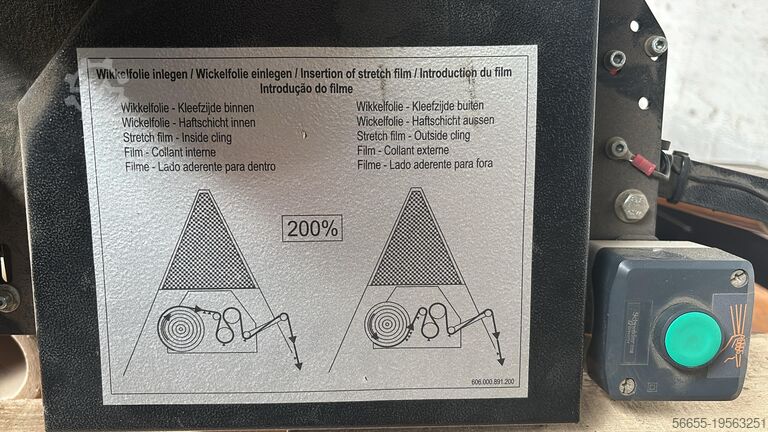 Wikkelfolie inlegen / Wickelfolie einlegen / Insertion of stretch film / Introduction du film
Introdução do filme
Wikkelfolie - Kleefzijde binnen
Wickelfolie - Haftschicht innen
Stretch film - Inside cling
Film - Collant interne
Filme - Lado aderente para dentro
Wikkelfolie - Kleefzijde buiten
Wickelfolie - Haftschicht aussen
Stretch film - Outside cling
Film - Collant externe
Filme - Lado aderente para fora
200%
606.000.891.200
56655-19563251